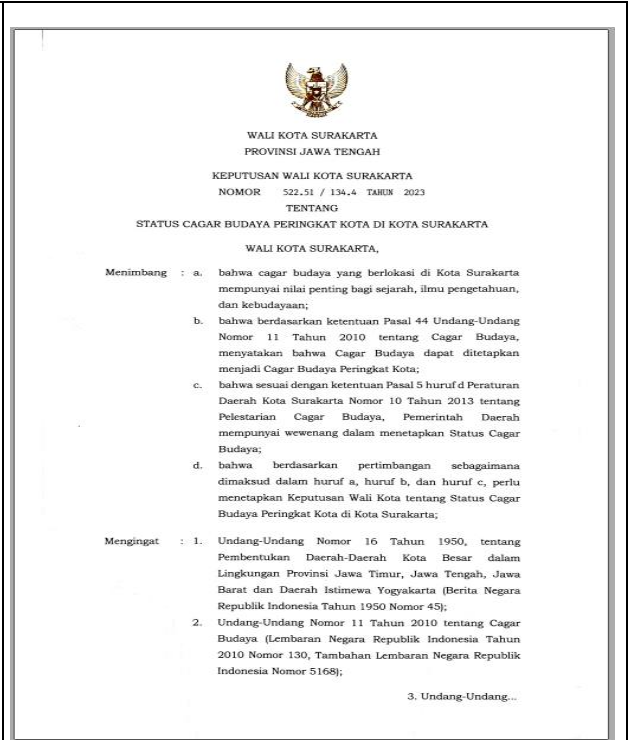 WALI KOTA SURAKARTA
PROVINSI JAWA TENGAH
KEPUTUSAN WALI KOTA SURAKARTA
NOMOR 522.51 / 134.4 TAHUN 2023
TENTANG
STATUS CAGAR BUDAYA PERINGKAT KOTA DI KOTA SURAKARTA
WALI KOTA SURAKARTA,
Menimbang : a. bahwa cagar budaya yang berlokasi di Kota Surakarta
mempunyai nilai penting bagi sejarah, ilmu pengetahuan,
dan kebudayaan;
b. bahwa berdasarkan ketentuan Pasal 44 Undang-Undang
Nomor 11 Tahun 2010 tentang Cagar Budaya,
menyatakan bahwa Cagar Budaya dapat ditetapkan
menjadi Cagar Budaya Peringkat Kota;
c. bahwa sesuai dengan ketentuan Pasal 5 huruf d Peraturan
Daerah Kota Surakarta Nomor 10 Tahun 2013 tentang
Pelestarian Cagar Budaya, Pemerintah Daerah
mempunyai wewenang dalam menetapkan Status Cagar
Budaya;
d. bahwa berdasarkan pertimbangan sebagaimana
dimaksud dalam huruf a, huruf b, dan huruf c, perlu
menetapkan Keputusan Wali Kota tentang Status Cagar
Budaya Peringkat Kota di Kota Surakarta;
Mengingat : 1. Undang-Undang Nomor 16 Tahun 1950, tentang
Pembentukan Daerah-Daerah Kota Besar dalam
Lingkungan Provinsi Jawa Timur, Jawa Tengah, Jawa
Barat dan Daerah Istimewa Yogyakarta (Berita Negara
Republik Indonesia Tahun 1950 Nomor 45);
2. Undang-Undang Nomor 11 Tahun 2010 tentang Cagar
Budaya (Lembaran Negara Republik Indonesia Tahun
2010 Nomor 130, Tambahan Lembaran Negara Republik
Indonesia Nomor 5168);
3. Undang-Undang...